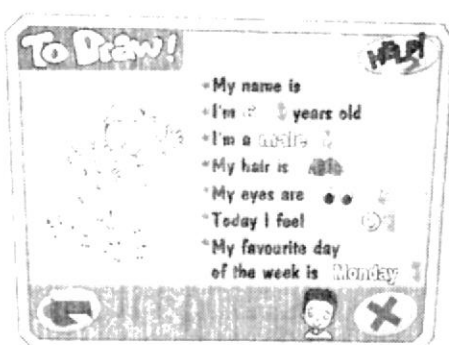 To Draw!
HELP!
My name is
I'm years old
I'm a male
My hair is
My eyes are
Today I feel
My favourite day
of the week is Monday